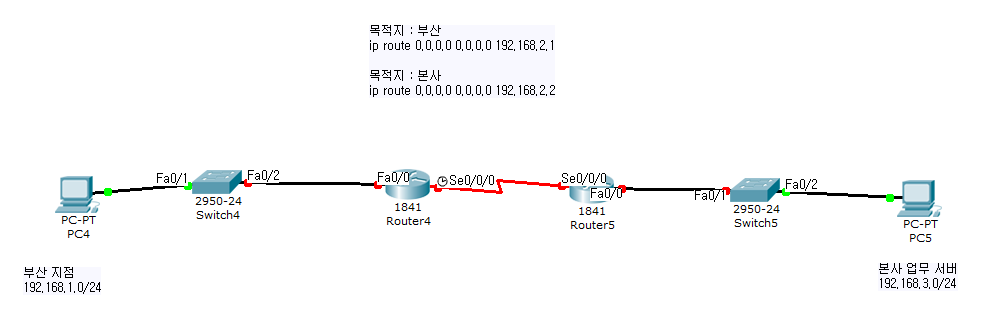 목적지 : 부산
ip route 0.0.0.0 0.0.0.0 192.168.2.1
목적지 : 본사
ip route 0.0.0.0 0.0.0.0 192.168.2.2
Fa0/1
Fa0/2
Fa0/0
Se0/0/0
Se0/0/0
Fa0/0
Fa0/1
Fa0/2
PC-PT
PC4
2950-24
Switch4
1841
Router4
1841
Router5
2950-24
Switch5
PC-PT
PC5
부산 지점
192.168.1.0/24
본사 업무 서버
192.168.3.0/24